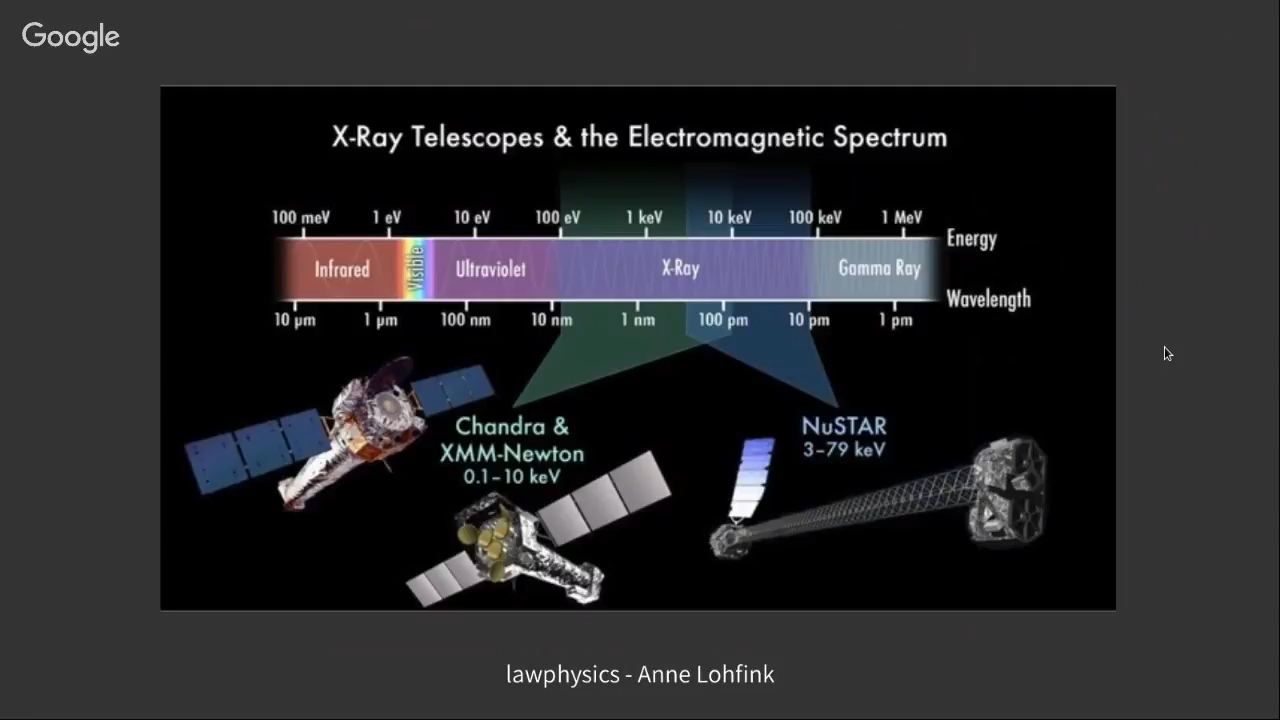 Google
X-Ray Telescopes & the Electromagnetic Spectrum
100 meV 1 eV 10 eV 100 eV 1 keV 10 keV 100 keV 1 MeV
Energy
Infrared Visible Ultraviolet X-Ray Gamma Ray
Wavelength
10 µm 1 µm 100 nm 10 nm 1 nm 100 pm 10 pm 1 pm
Chandra &
XMM-Newton
0.1–10 keV
NuSTAR
3–79 keV
lawphysics - Anne Lohfink